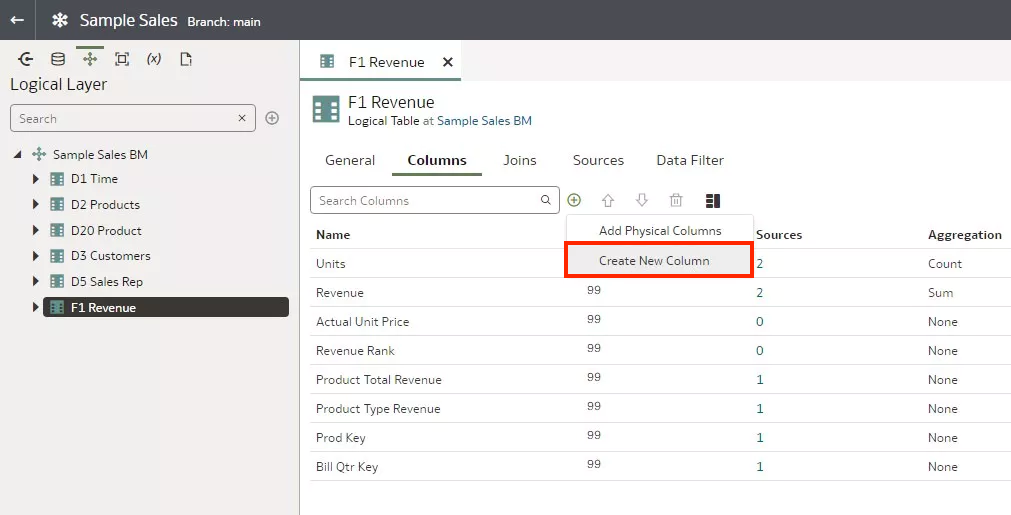 Sample Sales Branch: main
(x)
Logical Layer
Search
Sample Sales BM
D1 Time
D2 Products
D20 Product
D3 Customers
D5 Sales Rep
F1 Revenue
F1 Revenue
F1 Revenue
Logical Table at Sample Sales BM
General Columns Joins Sources Data Filter
Search Columns
Add Physical Columns
Create New Column
Name Sources Aggregation
Units 2 Count
Revenue 99 2 Sum
Actual Unit Price 99 0 None
Revenue Rank 99 0 None
Product Total Revenue 99 1 None
Product Type Revenue 99 1 None
Prod Key 99 1 None
Bill Qtr Key 99 1 None